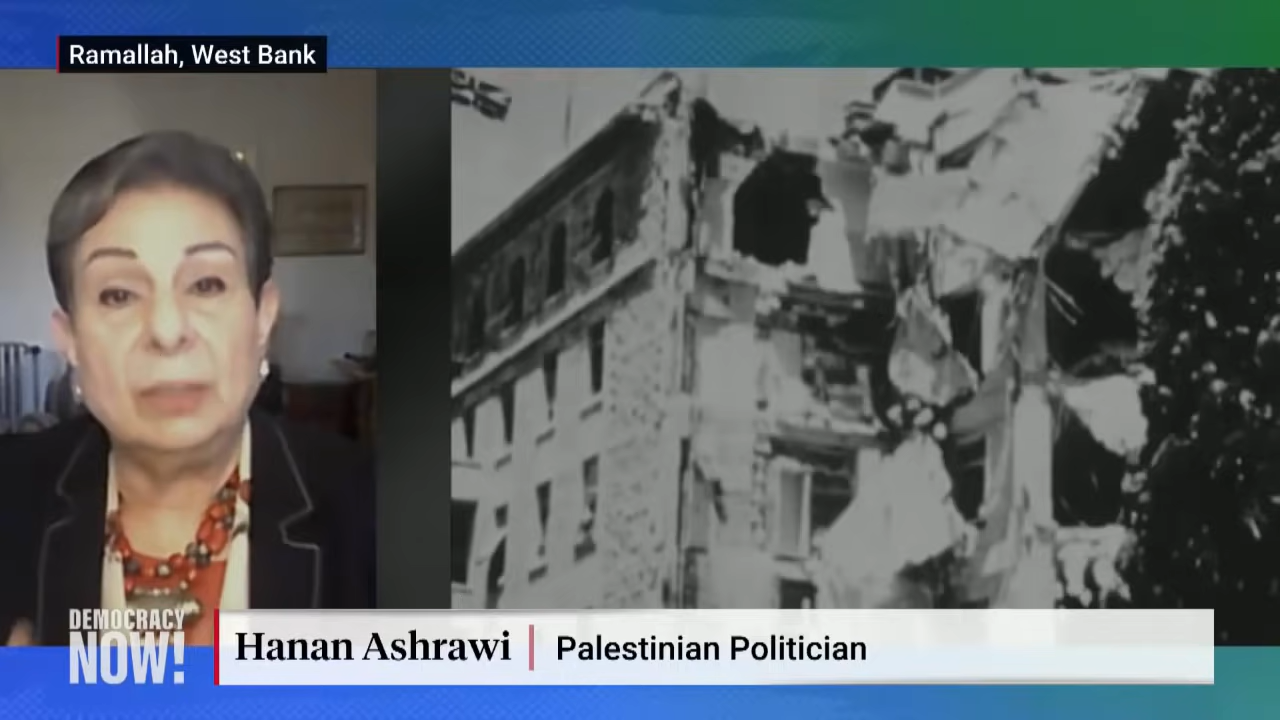 Ramallah, West Bank
DEMOCRACY
NOW!
Hanan Ashrawi | Palestinian Politician